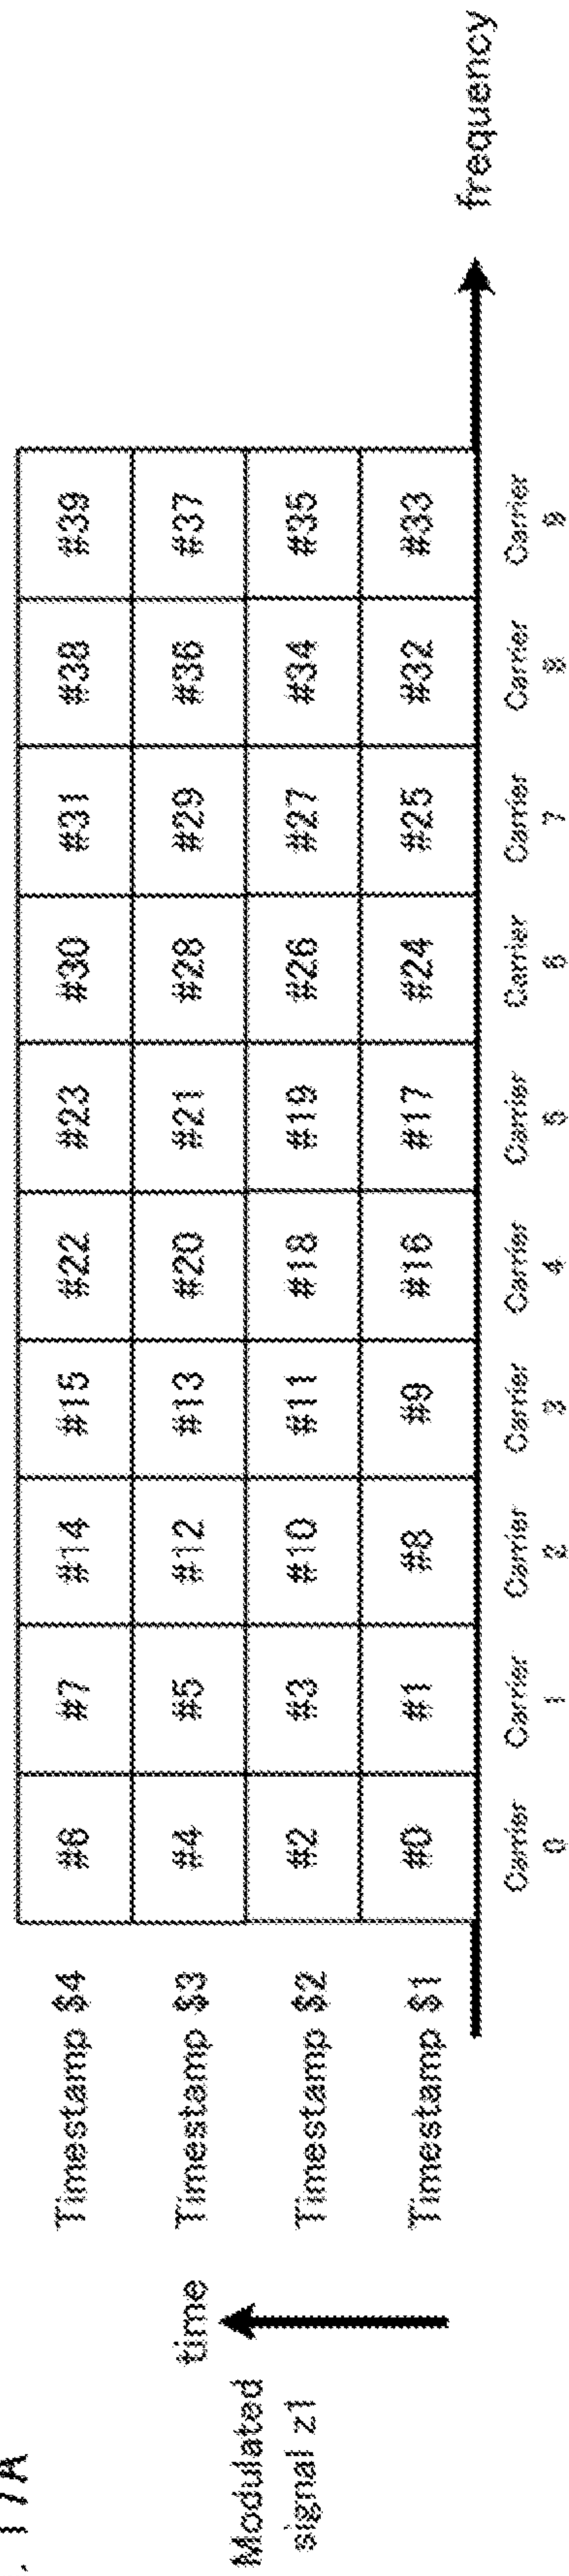 17A
Modulated
signal z1
time
Timestamp $4 #6 #7 #14 #15 #22 #23 #30 #31 #38 #39
Timestamp $3 #4 #5 #12 #13 #20 #21 #28 #29 #36 #37
Timestamp $2 #2 #3 #10 #11 #18 #19 #26 #27 #34 #35
Timestamp $1 #0 #1 #8 #9 #16 #17 #24 #25 #32 #33
Carrier Carrier Carrier Carrier Carrier Carrier Carrier Carrier Carrier Carrier
0 1 2 3 4 5 6 7 8 9
frequency